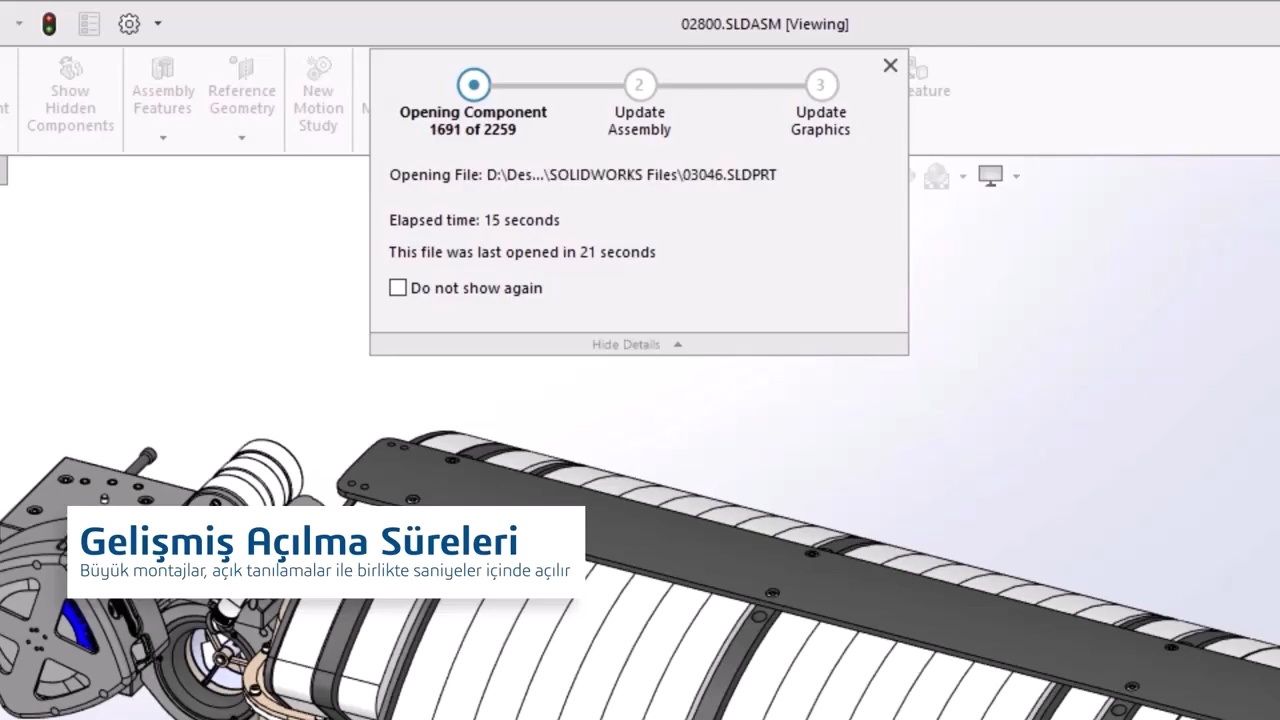 02800.SLDASM [Viewing]
Show
Hidden
Components
Assembly
Features
Reference
Geometry
New
Motion
Study
Opening Component
1691 of 2259
2
Update
Assembly
3
Update
Graphics
Opening File: D:\Des...\SOLIDWORKS Files\03046.SLDPRT
Elapsed time: 15 seconds
This file was last opened in 21 seconds
Do not show again
Hide Details
Gelişmiş Açılma Süreleri
Büyük montajlar, açık tanılamalar ile birlikte saniyeler içinde açılır